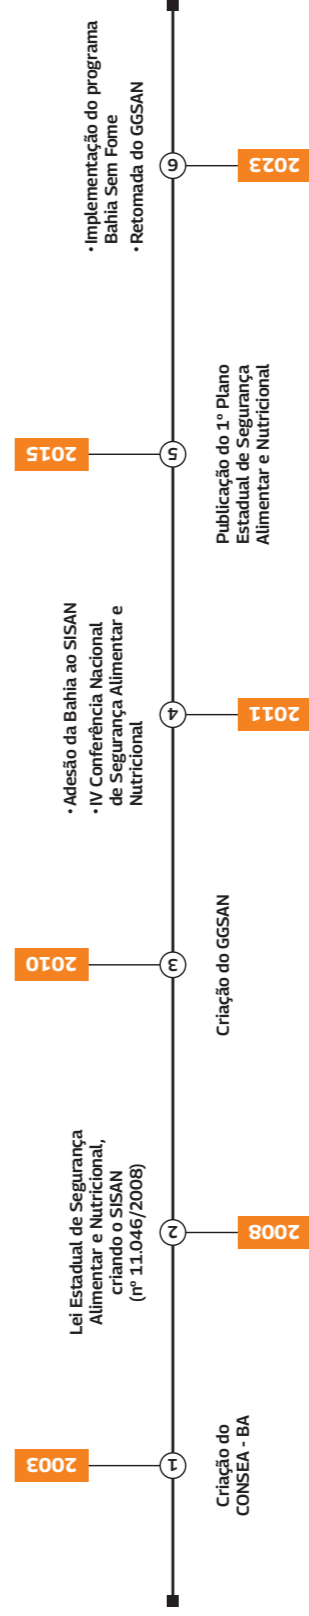 2003
1
Criação do
CONSEA - BA
Lei Estadual de Segurança
Alimentar e Nutricional,
criando o SISAN
(nº 11.046/2008)
2
2008
2010
3
Criação do GGSAN
• Adesão da Bahia ao SISAN
• IV Conferência Nacional
de Segurança Alimentar e
Nutricional
4
2011
2015
5
Publicação do 1º Plano
Estadual de Segurança
Alimentar e Nutricional
• Implementação do programa
Bahia Sem Fome
• Retomada do GGSAN
6
2023